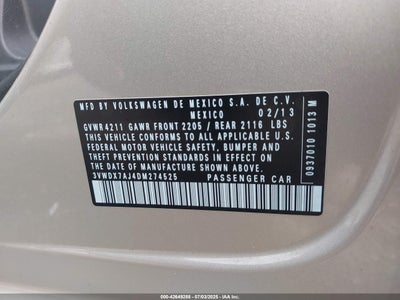 MFD BY VOLKSWAGEN DE MEXICO S.A. DE C.V.
MEXICO 02/13
GVWR 4211 GAWR FRONT 2205 / REAR 2116 LBS
THIS VEHICLE CONFORMS TO ALL APPLICABLE U.S.
FEDERAL MOTOR VEHICLE SAFETY, BUMPER AND
THEFT PREVENTION STANDARDS IN EFFECT ON
THE DATE OF MANUFACTURE SHOWN ABOVE.
3VWDX7AJ4DM274525 PASSENGER CAR
0937010 1013 M
000-42649288 - 07/03/2025 - IAAI.COM